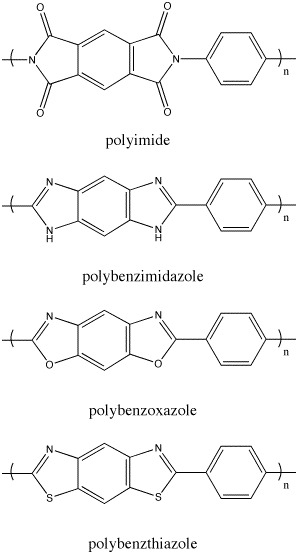 O O
N N
O O
n
polyimide
N N
N N
H H
n
polybenzimidazole
N N
O O
n
polybenzoxazole
N N
S S
n
polybenzthiazole